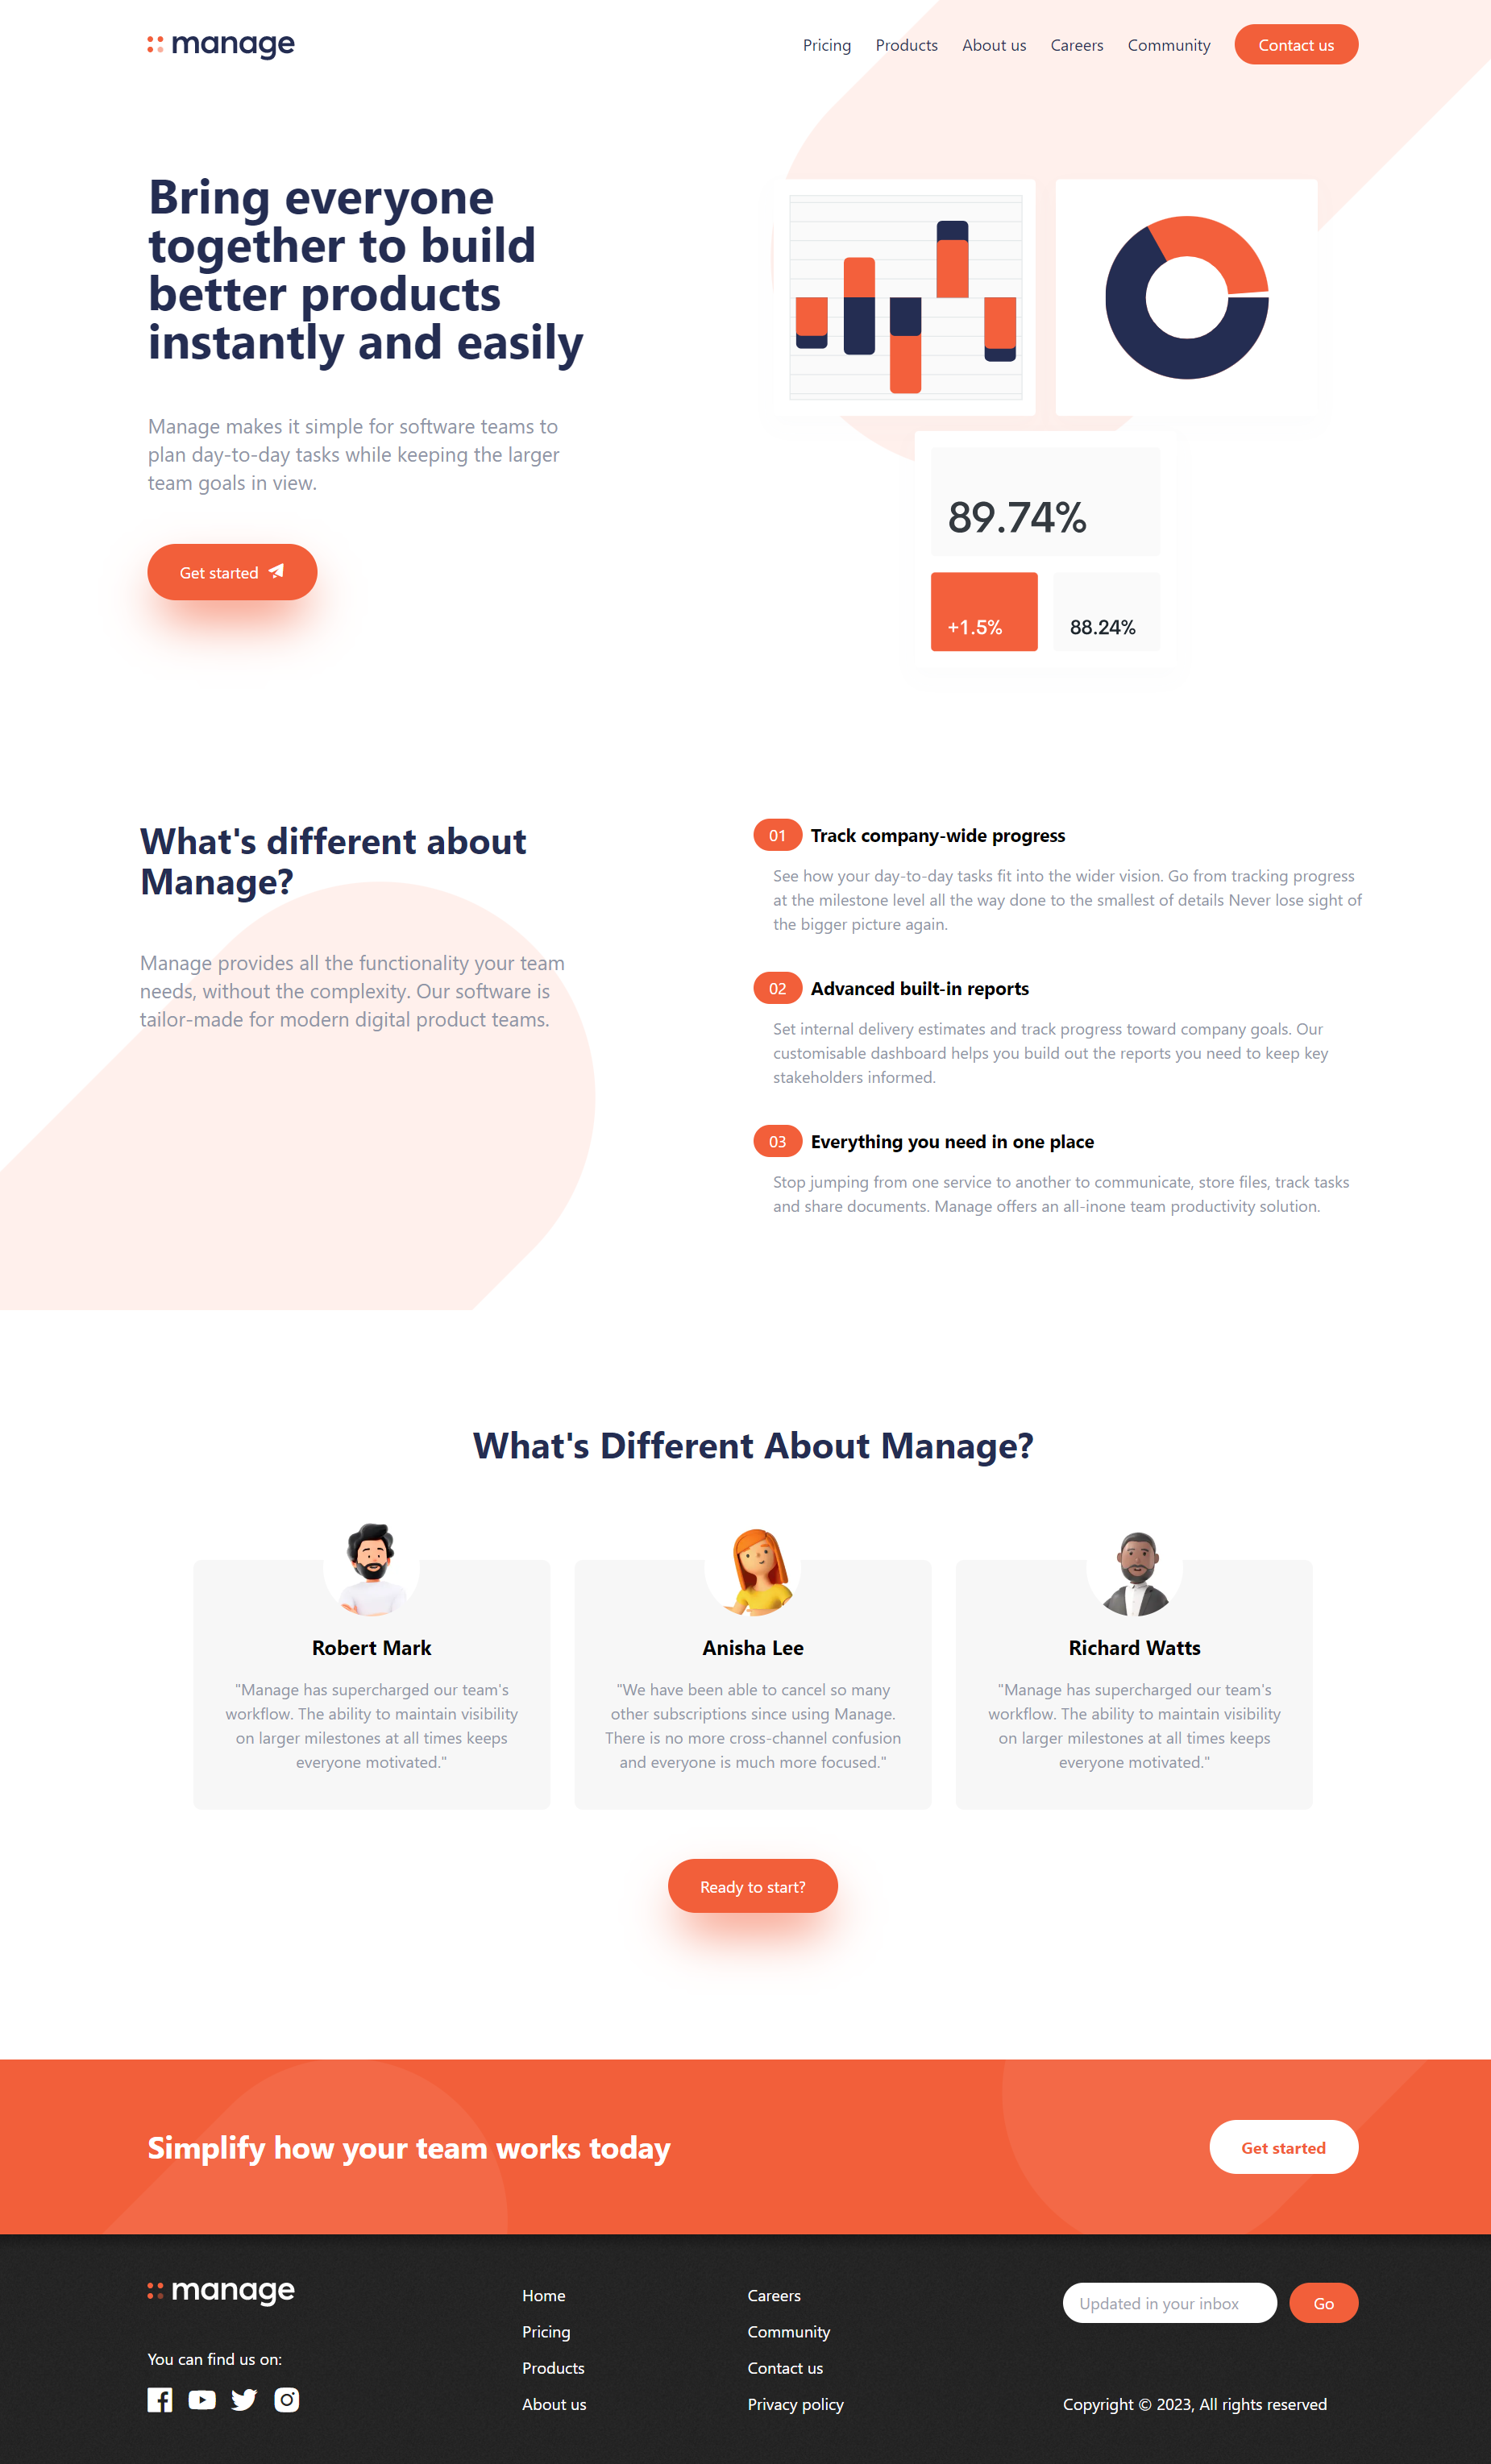 manage
Pricing Products About us Careers Community Contact us
Bring everyone
together to build
better products
instantly and easily
Manage makes it simple for software teams to
plan day-to-day tasks while keeping the larger
team goals in view.
Get started
89.74%
+1.5%
88.24%
What's different about
Manage?
Manage provides all the functionality your team
needs, without the complexity. Our software is
tailor-made for modern digital product teams.
01 Track company-wide progress
See how your day-to-day tasks fit into the wider vision. Go from tracking progress
at the milestone level all the way done to the smallest of details Never lose sight of
the bigger picture again.
02 Advanced built-in reports
Set internal delivery estimates and track progress toward company goals. Our
customisable dashboard helps you build out the reports you need to keep key
stakeholders informed.
03 Everything you need in one place
Stop jumping from one service to another to communicate, store files, track tasks
and share documents. Manage offers an all-inone team productivity solution.
What's Different About Manage?
Robert Mark
"Manage has supercharged our team's
workflow. The ability to maintain visibility
on larger milestones at all times keeps
everyone motivated."
Anisha Lee
"We have been able to cancel so many
other subscriptions since using Manage.
There is no more cross-channel confusion
and everyone is much more focused."
Richard Watts
"Manage has supercharged our team's
workflow. The ability to maintain visibility
on larger milestones at all times keeps
everyone motivated."
Ready to start?
Simplify how your team works today
Get started
manage
You can find us on:
Home
Pricing
Products
About us
Careers
Community
Contact us
Privacy policy
Updated in your inbox
Go
Copyright © 2023, All rights reserved